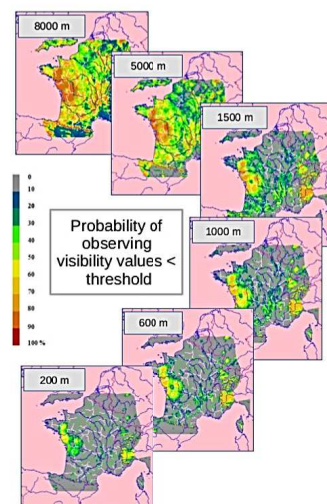 8000 m
5000 m
1500 m
1000 m
600 m
200 m
0
10
20
30
40
50
60
70
80
90
100 %
Probability of
observing
visibility values <
threshold